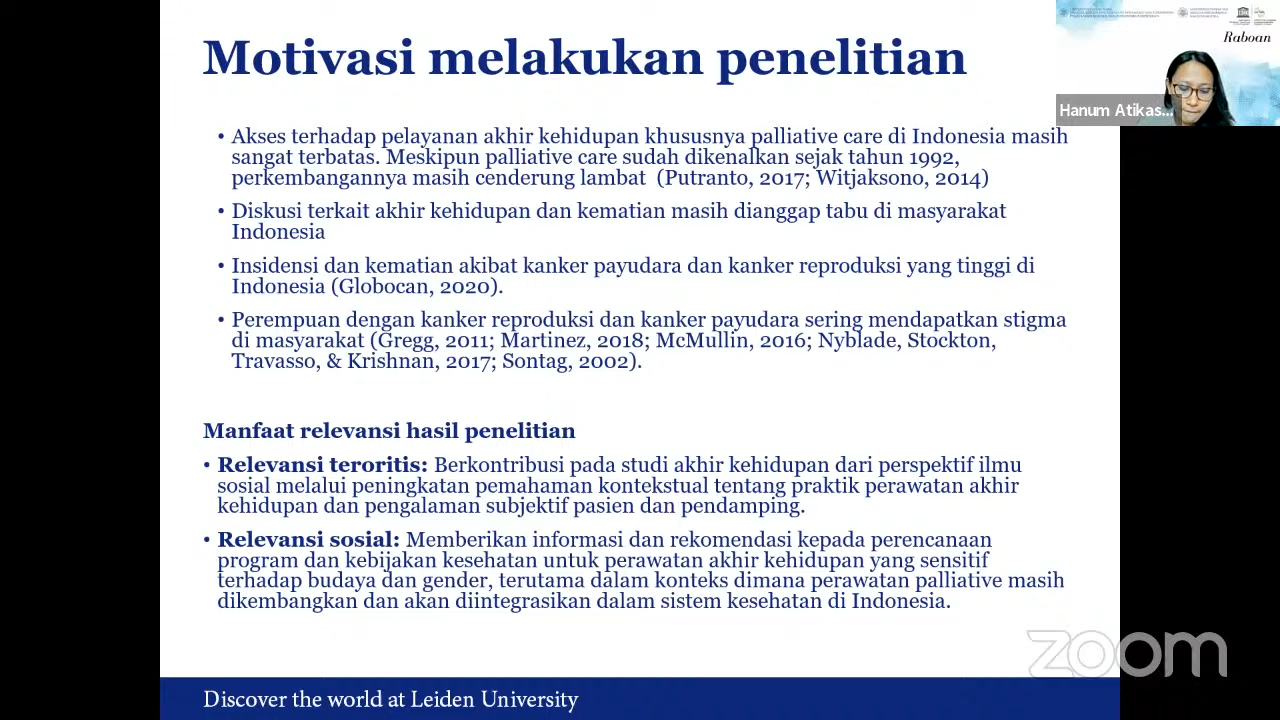 Motivasi melakukan penelitian
• Akses terhadap pelayanan akhir kehidupan khususnya palliative care di Indonesia masih
sangat terbatas. Meskipun palliative care sudah dikenalkan sejak tahun 1992,
perkembangannya masih cenderung lambat (Putranto, 2017; Witjaksono, 2014)
• Diskusi terkait akhir kehidupan dan kematian masih dianggap tabu di masyarakat
Indonesia
• Insidensi dan kematian akibat kanker payudara dan kanker reproduksi yang tinggi di
Indonesia (Globocan, 2020).
• Perempuan dengan kanker reproduksi dan kanker payudara sering mendapatkan stigma
di masyarakat (Gregg, 2011; Martinez, 2018; McMullin, 2016; Nyblade, Stockton,
Travasso, & Krishnan, 2017; Sontag, 2002).
Manfaat relevansi hasil penelitian
• Relevansi teroritis: Berkontribusi pada studi akhir kehidupan dari perspektif ilmu
sosial melalui peningkatan pemahaman kontekstual tentang praktik perawatan akhir
kehidupan dan pengalaman subjektif pasien dan pendamping.
• Relevansi sosial: Memberikan informasi dan rekomendasi kepada perencanaan
program dan kebijakan kesehatan untuk perawatan akhir kehidupan yang sensitif
terhadap budaya dan gender, terutama dalam konteks dimana perawatan palliative masih
dikembangkan dan akan diintegrasikan dalam sistem kesehatan di Indonesia.
Discover the world at Leiden University
Raboan
Hanum Atikas...
zoom